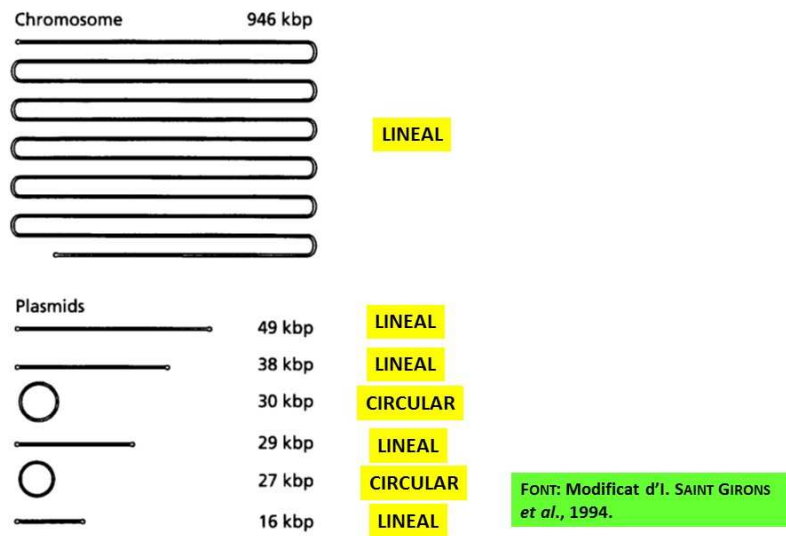 Chromosome 946 kbp
LINEAL
Plasmids
49 kbp LINEAL
38 kbp LINEAL
30 kbp CIRCULAR
29 kbp LINEAL
27 kbp CIRCULAR
16 kbp LINEAL
FONT: Modificat d'I. SAINT GIRONS
et al., 1994.